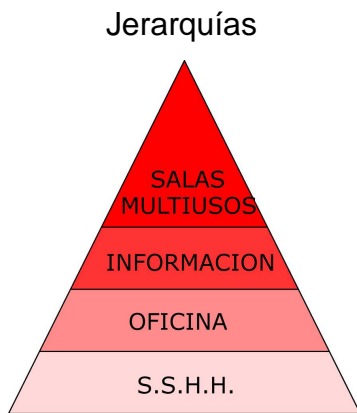 Jerarquías
SALAS
MULTIUSOS
INFORMACION
OFICINA
S.S.H.H.